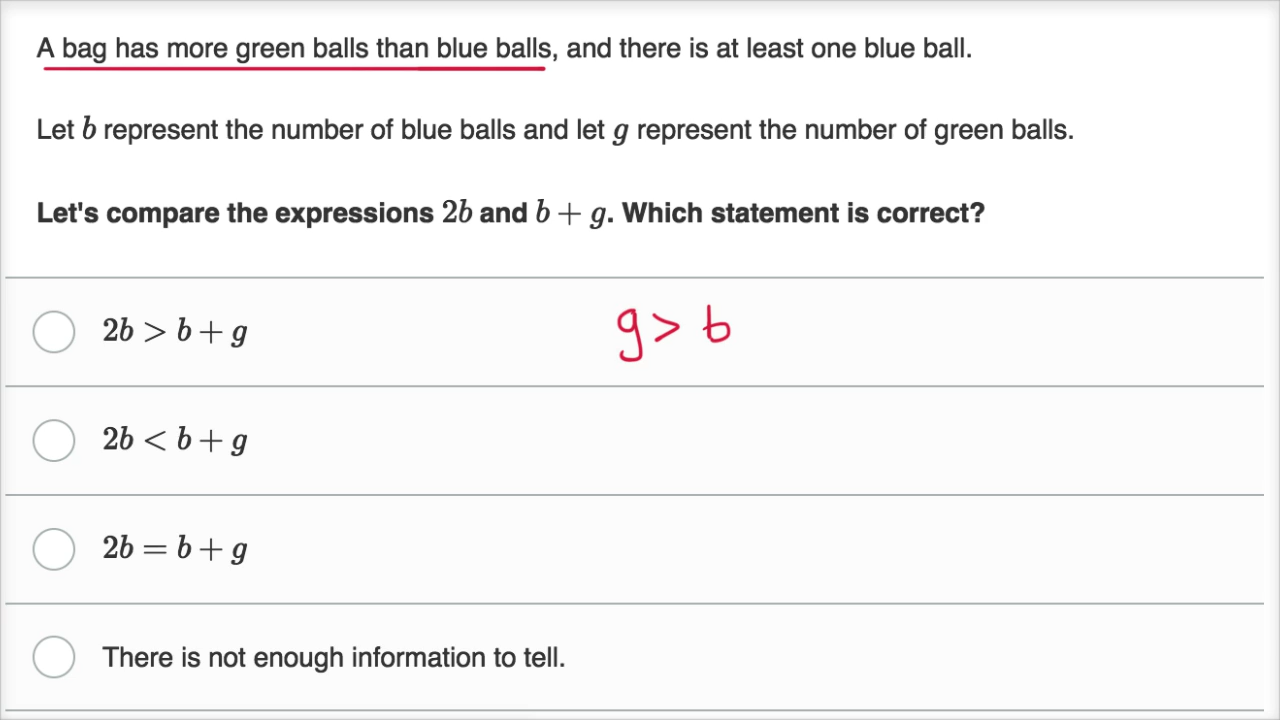 A bag has more green balls than blue balls, and there is at least one blue ball.
Let b represent the number of blue balls and let g represent the number of green balls.
Let's compare the expressions 2b and b + g. Which statement is correct?
2b > b + g
g > b
2b < b + g
2b = b + g
There is not enough information to tell.